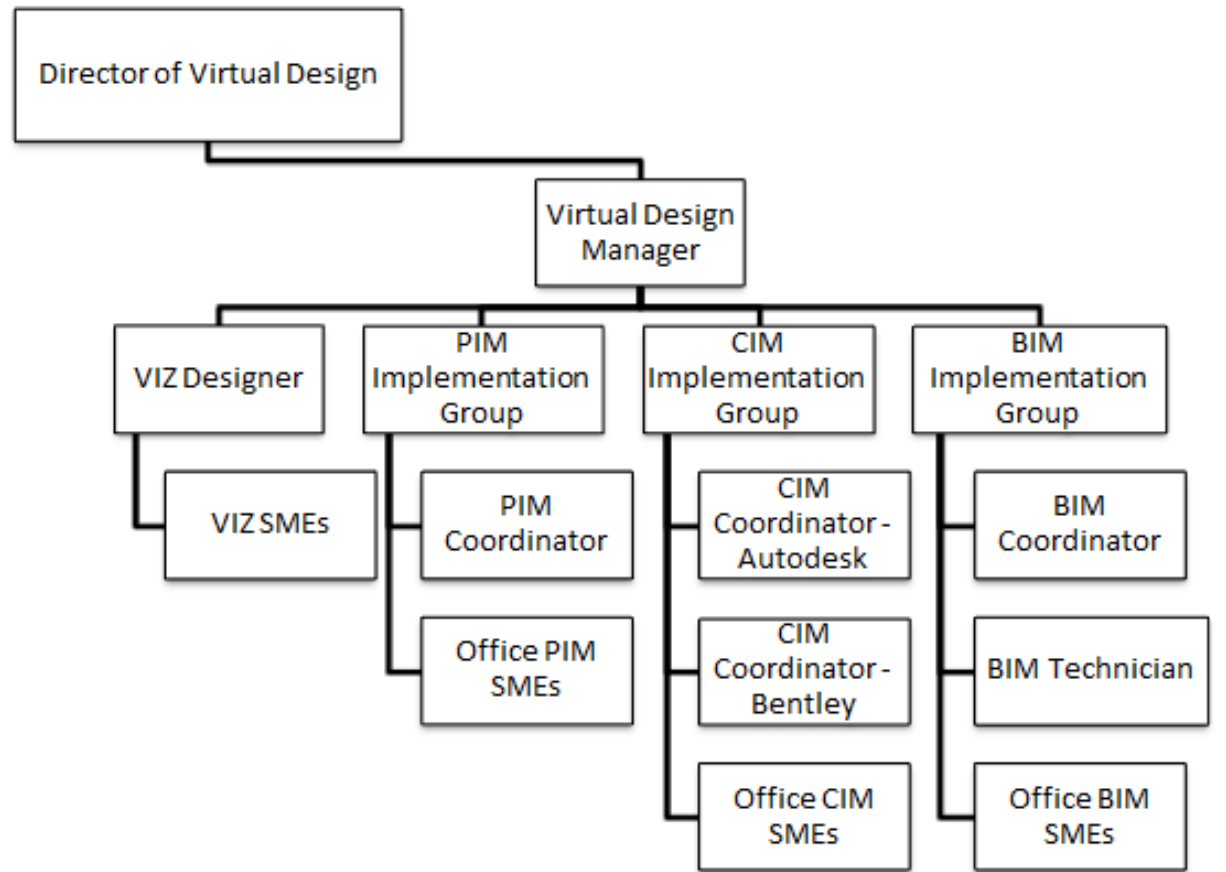 Director of Virtual Design
Virtual Design
Manager
VIZ Designer
PIM
Implementation
Group
CIM
Implementation
Group
BIM
Implementation
Group
VIZ SMEs
PIM
Coordinator
CIM
Coordinator -
Autodesk
BIM
Coordinator
Office PIM
SMEs
CIM
Coordinator -
Bentley
BIM Technician
Office CIM
SMEs
Office BIM
SMEs